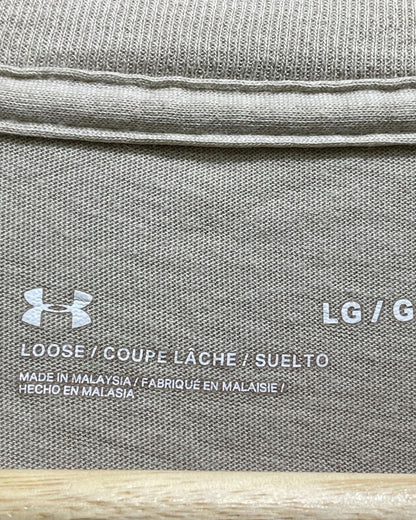 LG / G
LOOSE / COUPE LÂCHE / SUELTO
MADE IN MALAYSIA / FABRIQUÉ EN MALAISIE /
HECHO EN MALASIA